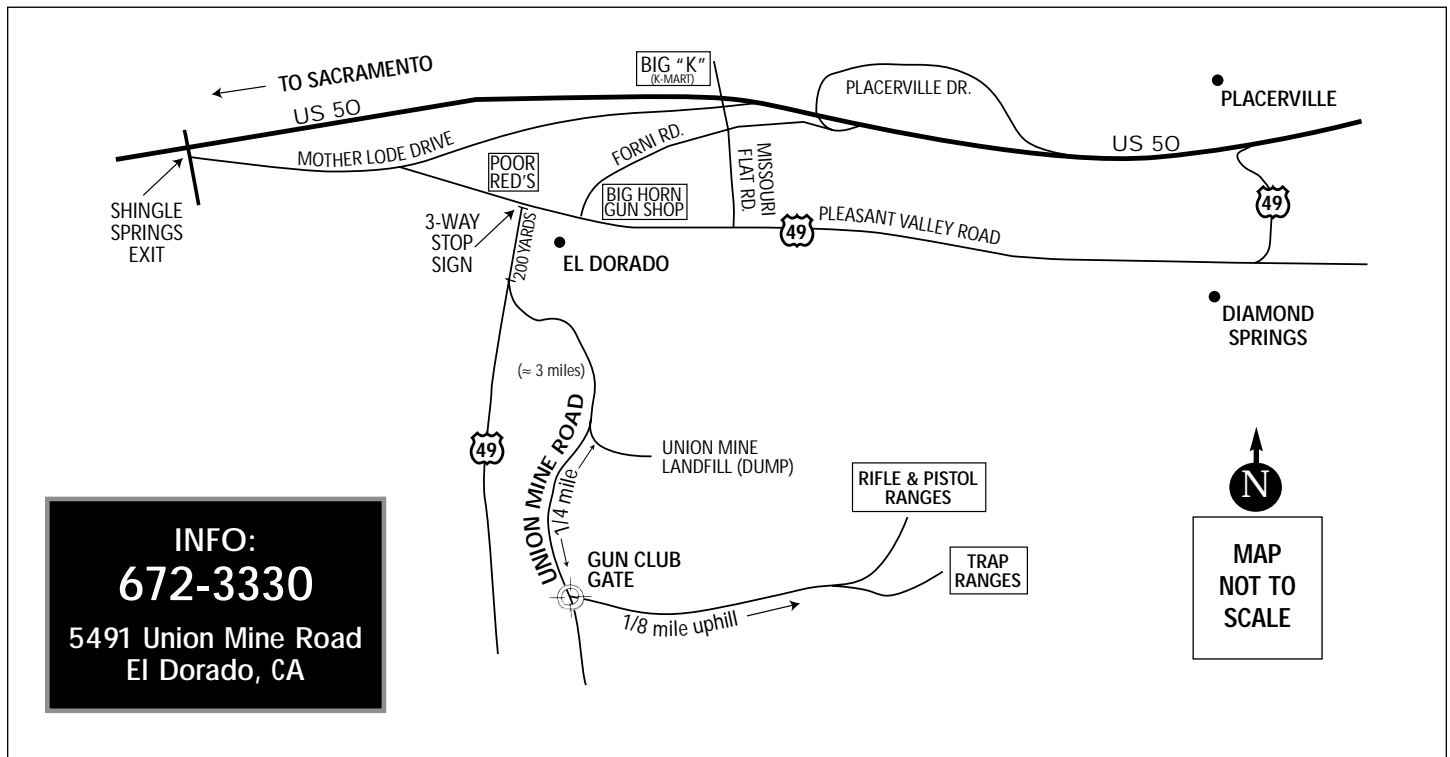 TO SACRAMENTO
US 50
BIG “K”
(K-MART)
PLACERVILLE DR.
PLACERVILLE
US 50
MOTHER LODE DRIVE
FORNI RD.
MISSOURI
FLAT RD.
POOR
RED'S
BIG HORN
GUN SHOP
SHINGLE
SPRINGS
EXIT
3-WAY
STOP
SIGN
200 YARDS
EL DORADO
49
PLEASANT VALLEY ROAD
49
DIAMOND
SPRINGS
(≈ 3 miles)
49
UNION MINE ROAD
1/4 mile
UNION MINE
LANDFILL (DUMP)
RIFLE & PISTOL
RANGES
TRAP
RANGES
GUN CLUB
GATE
1/8 mile uphill
N
MAP
NOT TO
SCALE
INFO:
672-3330
5491 Union Mine Road
El Dorado, CA